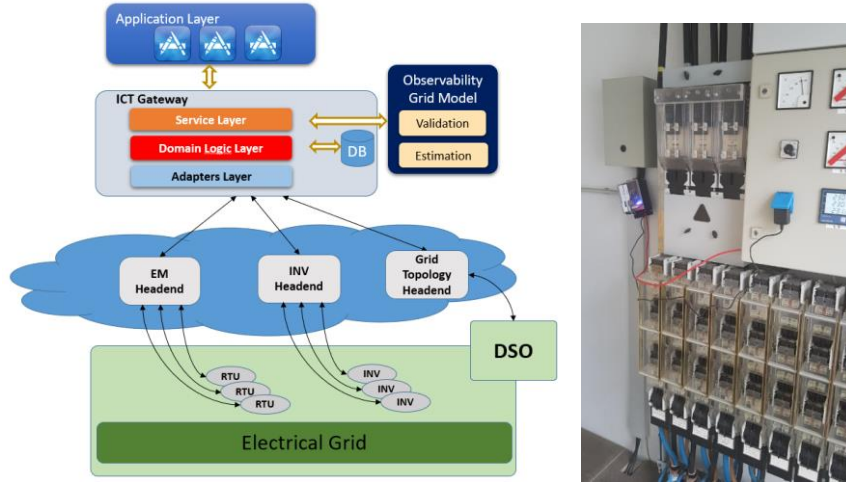 Application Layer
ICT Gateway
Service Layer
Domain Logic Layer
Adapters Layer
DB
Observability
Grid Model
Validation
Estimation
EM
Headend
INV
Headend
Grid
Topology
Headend
DSO
RTU
RTU
RTU
INV
INV
INV
Electrical Grid